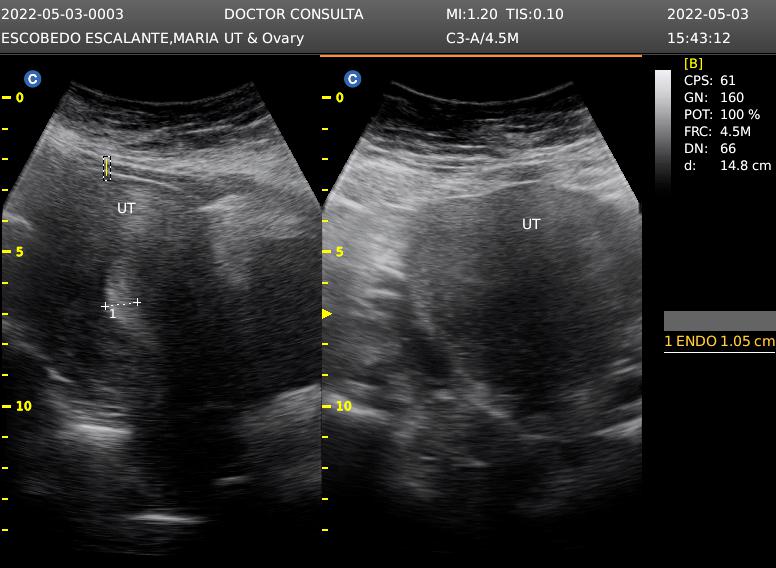 2022-05-03-0003 DOCTOR CONSULTA MI:1.20 TIS:0.10 2022-05-03
ESCOBEDO ESCALANTE,MARIA UT & Ovary C3-A/4.5M 15:43:12
C
C
[B]
CPS: 61
GN: 160
POT: 100 %
FRC: 4.5M
DN: 66
d: 14.8 cm
0
0
UT
UT
5
5
1
1 ENDO 1.05 cm
10
10